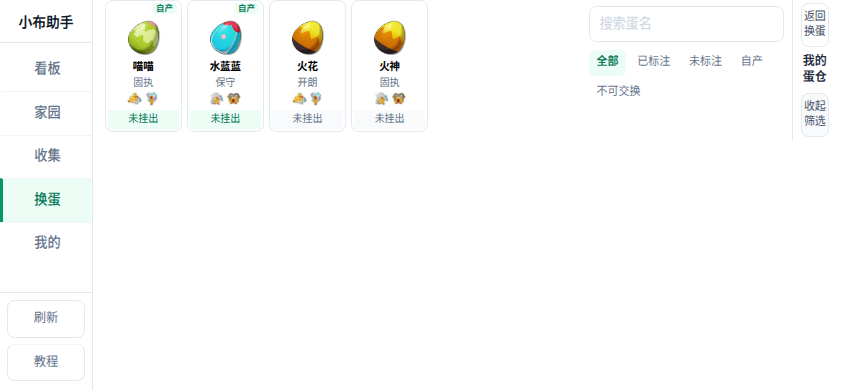 小布助手
看板
家园
收集
换蛋
我的
刷新
教程
自产
喵喵
固执
未挂出
自产
水蓝蓝
保守
未挂出
火花
开朗
未挂出
火神
固执
未挂出
搜索蛋名
全部 已标注 未标注 自产
不可交换
返回
换蛋
我的
蛋仓
收起
筛选